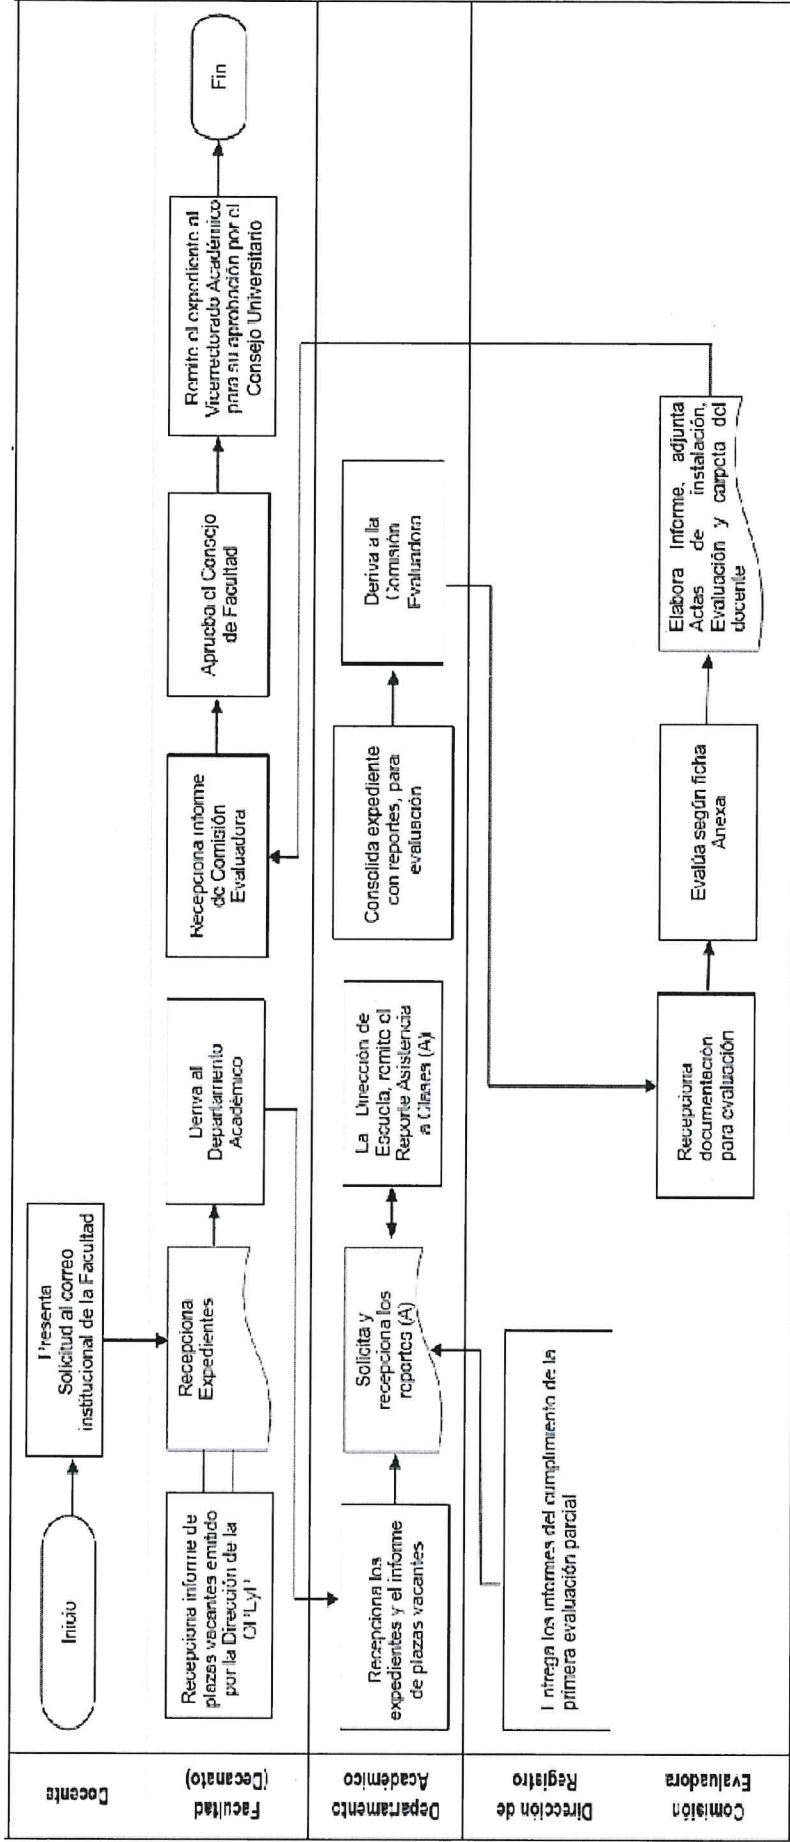 Docente
Inicio
Presenta
Solicitud al correo
institucional de la Facultad
Facultad
(Decanato)
Recepciona informe de
plazas vacantes emitido
por la Dirección de la
Recepciona
Expedientes
Deriva al
Departamento
Académico
Recepciona informe
de Comisión
Evaluadora
Aprueba el Consejo
de Facultad
Remite el expediente al
Vicerrectorado Académico
para su aprobación por el
Consejo Universitario
Fin
Departamento
Académico
Recepciona los
expedientes y el informe
de plazas vacantes
Solicita y
recepciona los
reportes (A)
La Dirección de
Escuela, remite el
Reporte Asistencia
a Clases (A)
Consolida expediente
con reportes, para
evaluación
Deriva a la
Comisión
Evaluadora
Dirección de
Registro
Entrega los informes del cumplimiento de la
primera evaluación parcial
Comisión
Evaluadora
Recepciona
documentación
para evaluación
Evalúa según ficha
Anexa
Elabora Informe, adjunta
Actas de instalación,
Evaluación y carpeta del
docente